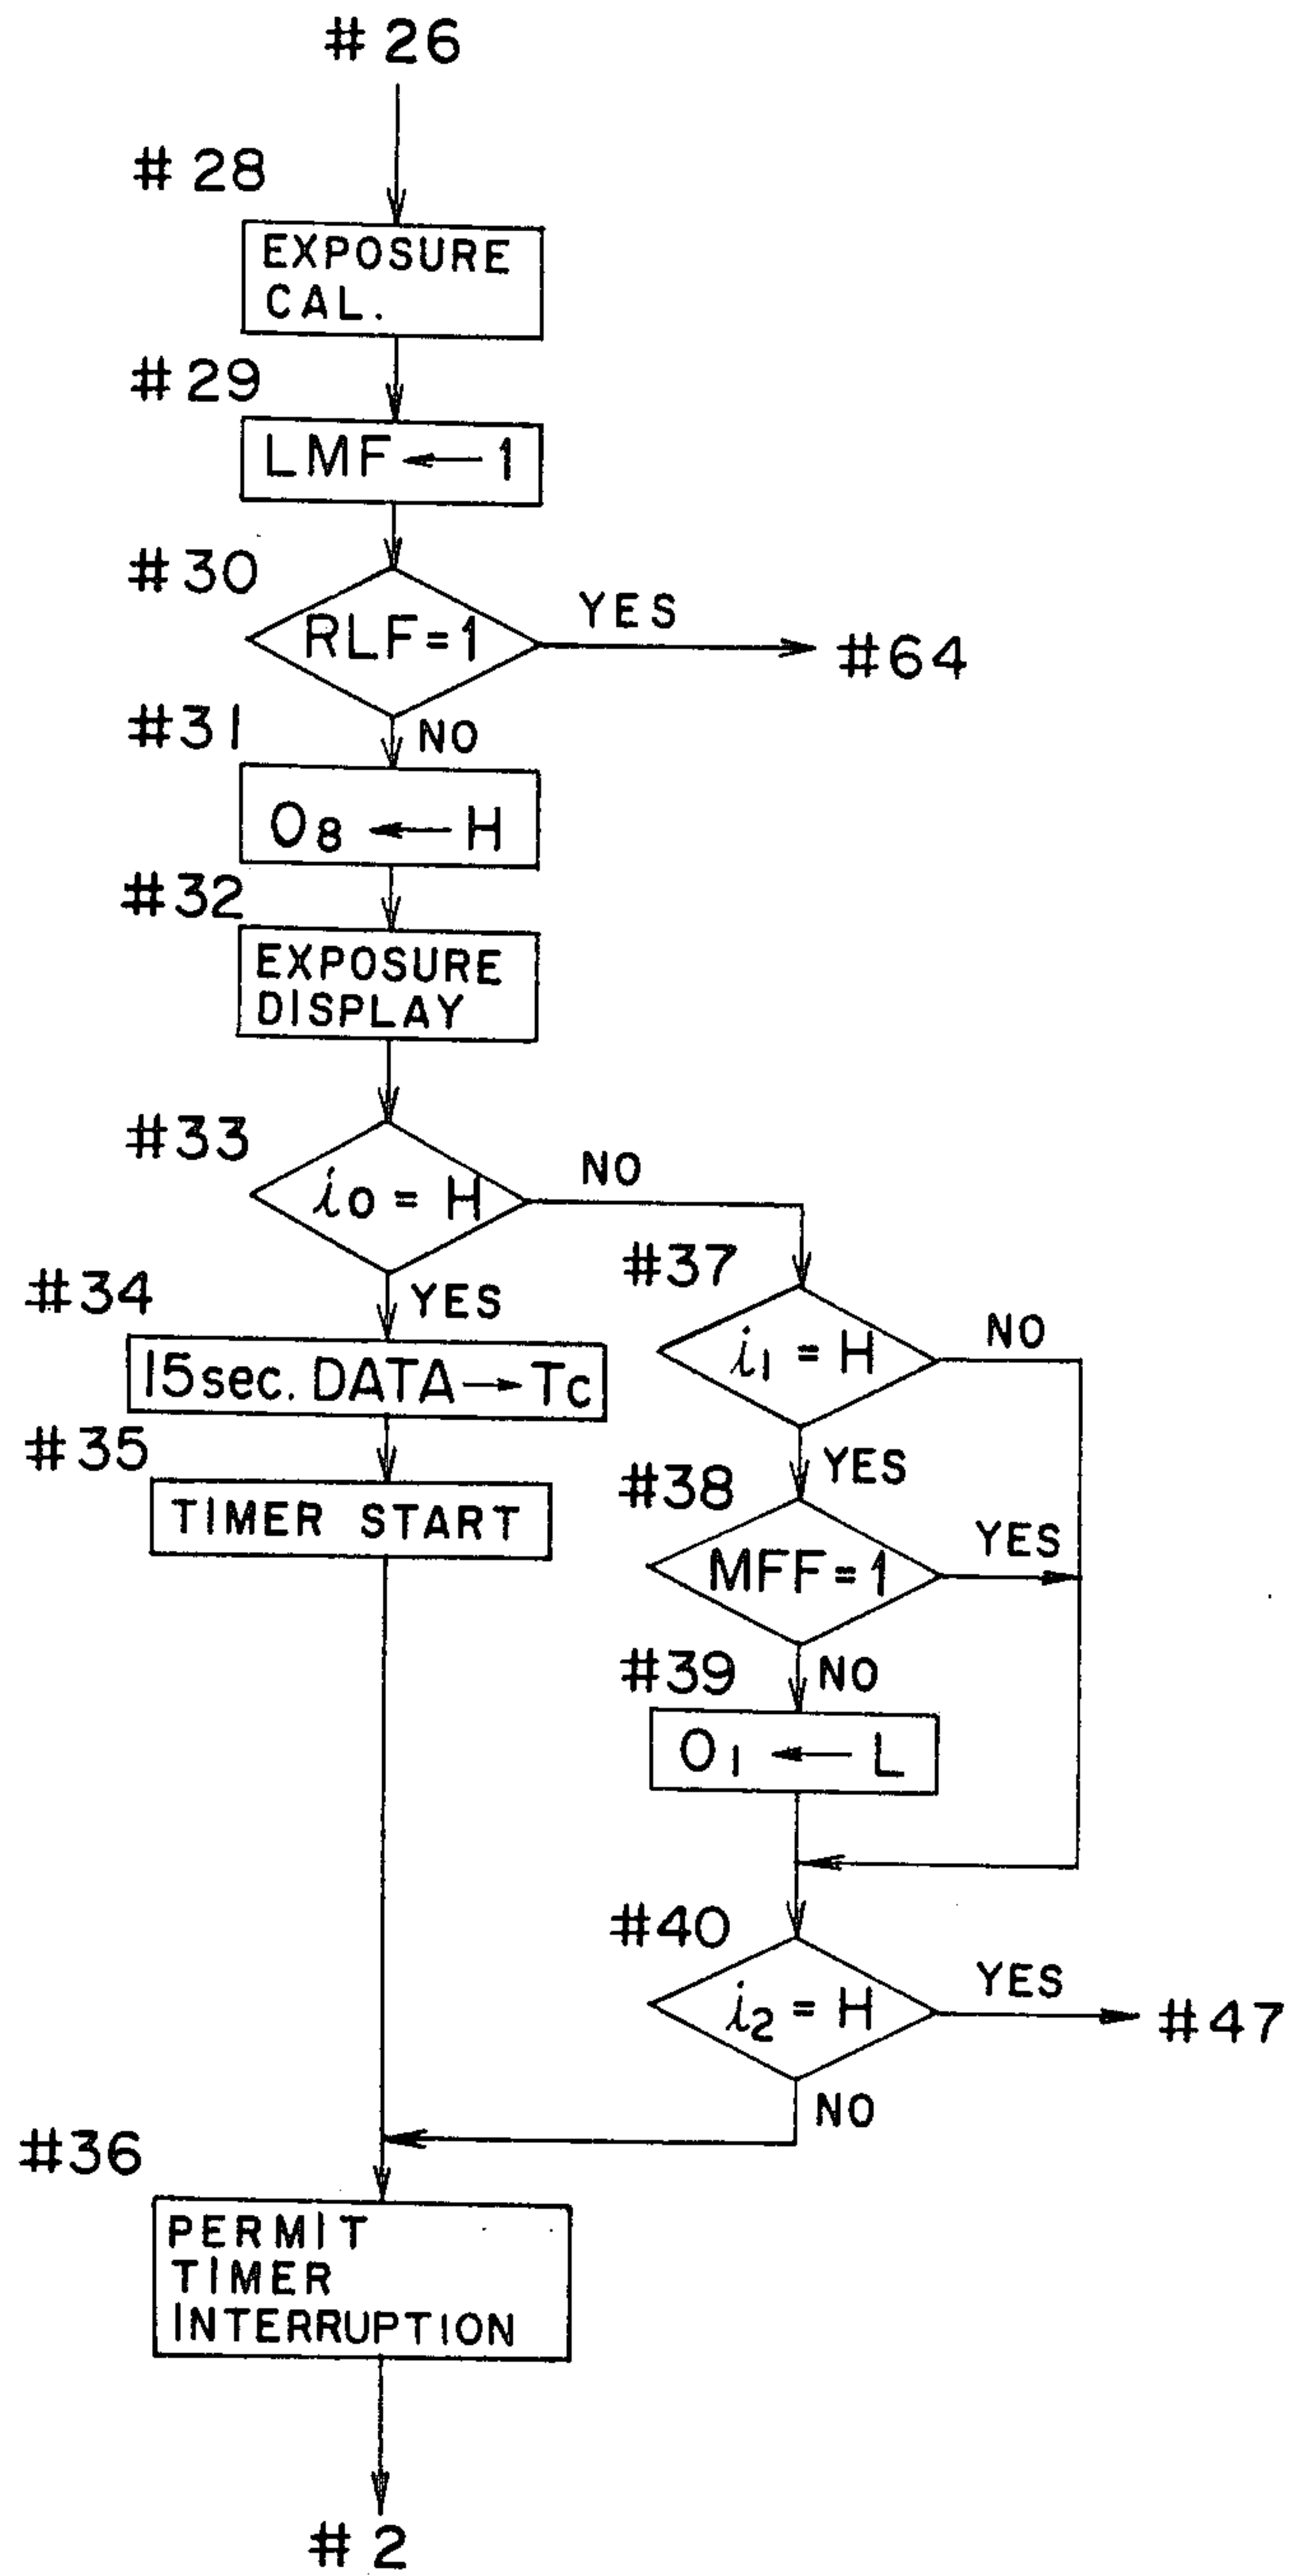 # 26
# 28
EXPOSURE
CAL.
#29
LMF ← 1
#30
RLF = 1
YES
#64
#31
NO
O8 ← H
#32
EXPOSURE
DISPLAY
#33
i0 = H
NO
#34
YES
15sec. DATA → Tc
#35
TIMER START
#37
i1 = H
NO
YES
#38
MFF = 1
YES
#39
NO
O1 ← L
#40
i2 = H
YES
#47
NO
#36
PERMIT
TIMER
INTERRUPTION
# 2